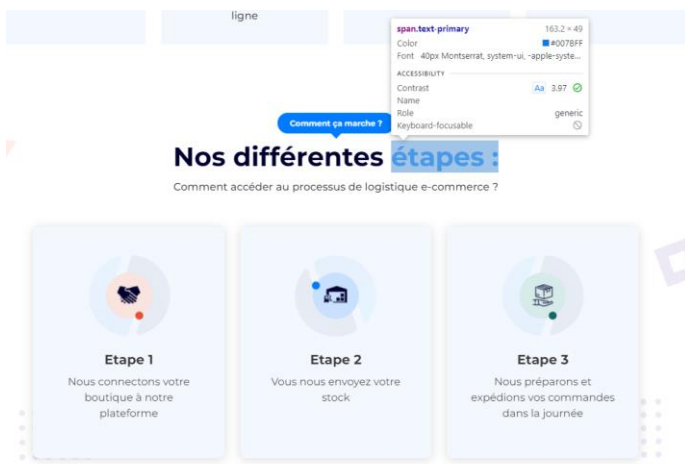 ligne
span.text-primary 163.2 × 49
Color #007BFF
Font 40px Montserrat, system-ui, -apple-syste...
ACCESSIBILITY
Contrast Aa 3.97
Name
Role generic
Keyboard-focusable
Comment ça marche ?
Nos différentes étapes :
Comment accéder au processus de logistique e-commerce ?
Etape 1
Nous connectons votre
boutique à notre
plateforme
Etape 2
Vous nous envoyez votre
stock
Etape 3
Nous préparons et
expédions vos commandes
dans la journée